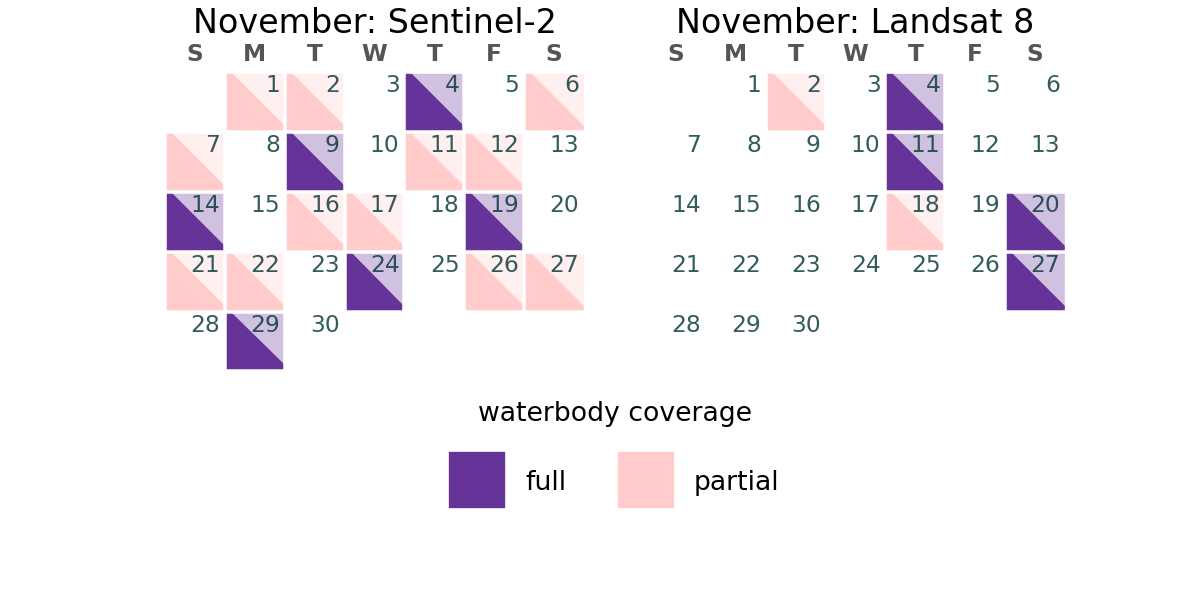 November: Sentinel-2
S M T W T F S
1 2 3 4 5 6
7 8 9 10 11 12 13
14 15 16 17 18 19 20
21 22 23 24 25 26 27
28 29 30
November: Landsat 8
S M T W T F S
1 2 3 4 5 6
7 8 9 10 11 12 13
14 15 16 17 18 19 20
21 22 23 24 25 26 27
28 29 30
waterbody coverage
full partial